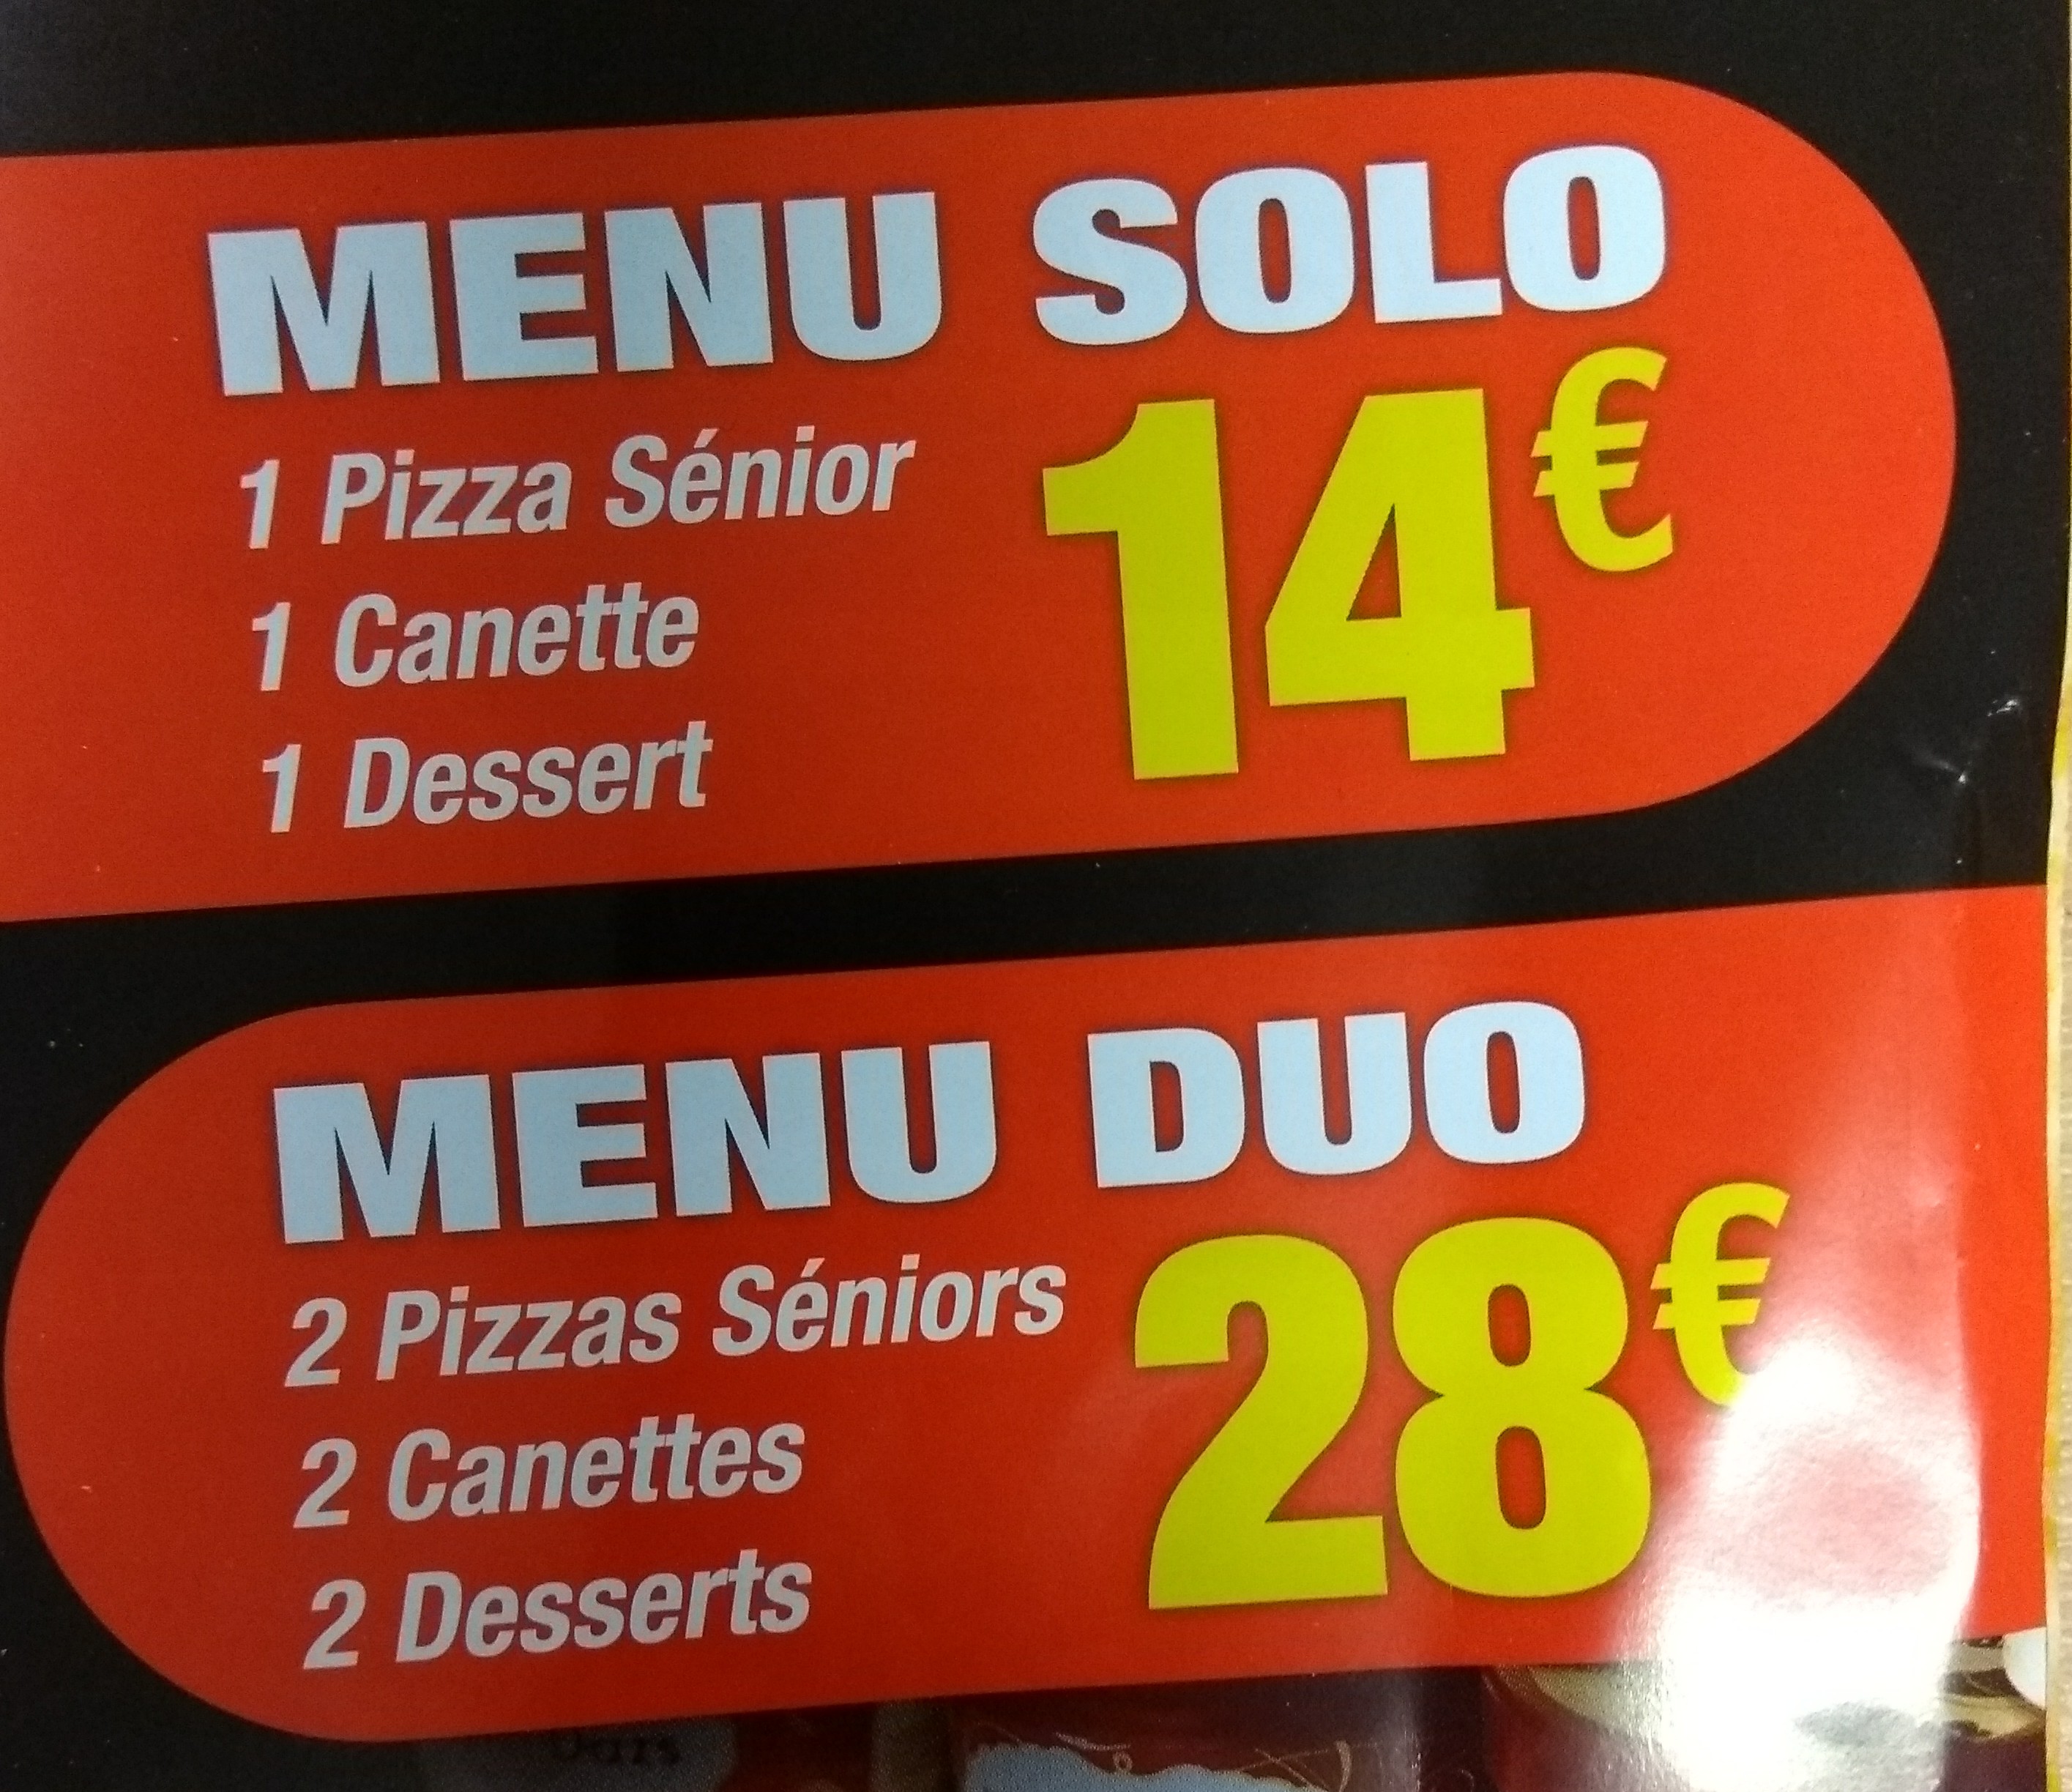 MENU SOLO
1 Pizza Sénior
1 Canette
1 Dessert
14€
MENU DUO
2 Pizzas Séniors
2 Canettes
2 Desserts
28€